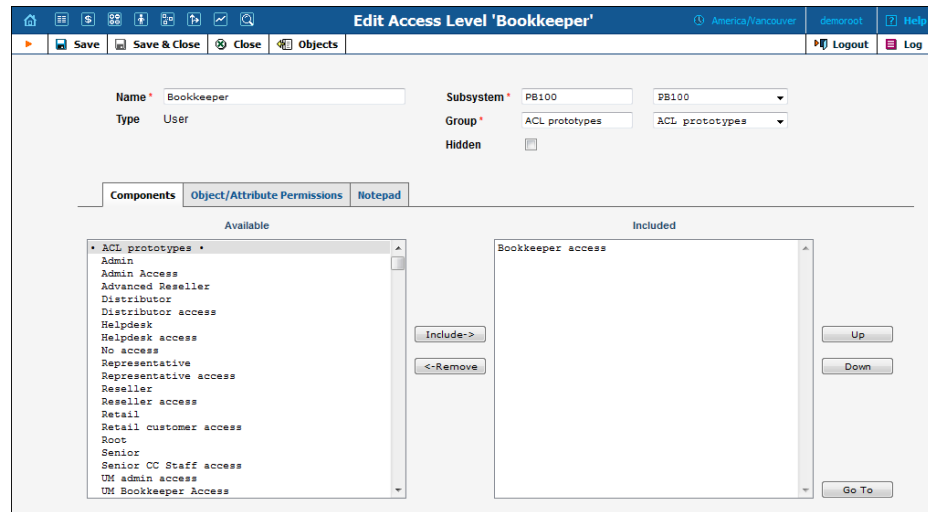 Edit Access Level 'Bookkeeper'
America/Vancouver
demoroot
? Help
Save
Save & Close
Close
Objects
Logout
Log
Name *
Bookkeeper
Subsystem *
PB100
PB100
Type
User
Group *
ACL prototypes
ACL prototypes
Hidden
Components
Object/Attribute Permissions
Notepad
Available
Included
• ACL prototypes •
Admin
Admin Access
Advanced Reseller
Distributor
Distributor access
Helpdesk
Helpdesk access
No access
Representative
Representative access
Reseller
Reseller access
Retail
Retail customer access
Root
Senior
Senior CC Staff access
UM admin access
UM Bookkeeper Access
Include->
<-Remove
Bookkeeper access
Up
Down
Go To